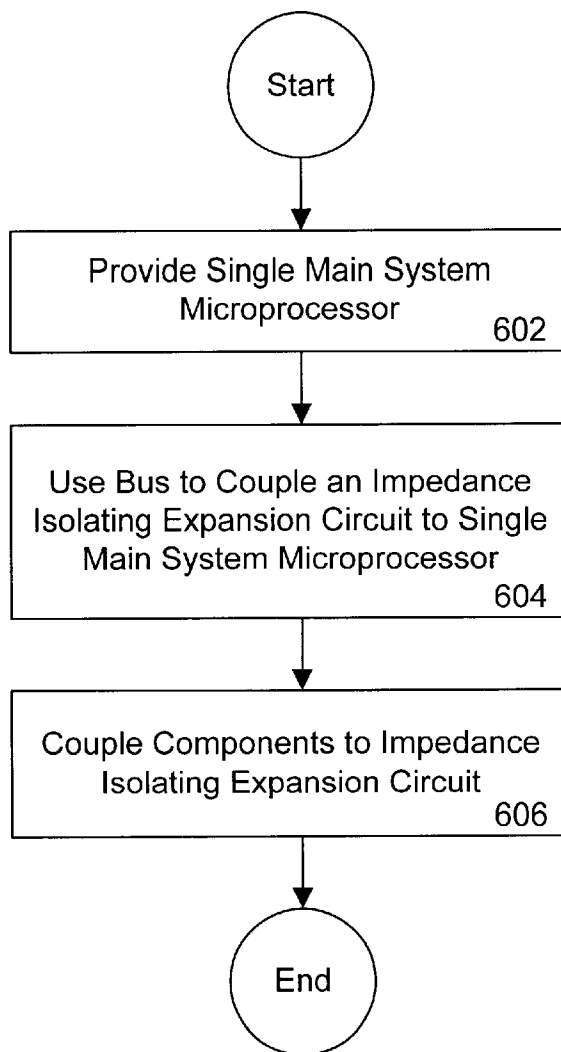 Start
Provide Single Main System
Microprocessor
602
Use Bus to Couple an Impedance
Isolating Expansion Circuit to Single
Main System Microprocessor
604
Couple Components to Impedance
Isolating Expansion Circuit
606
End